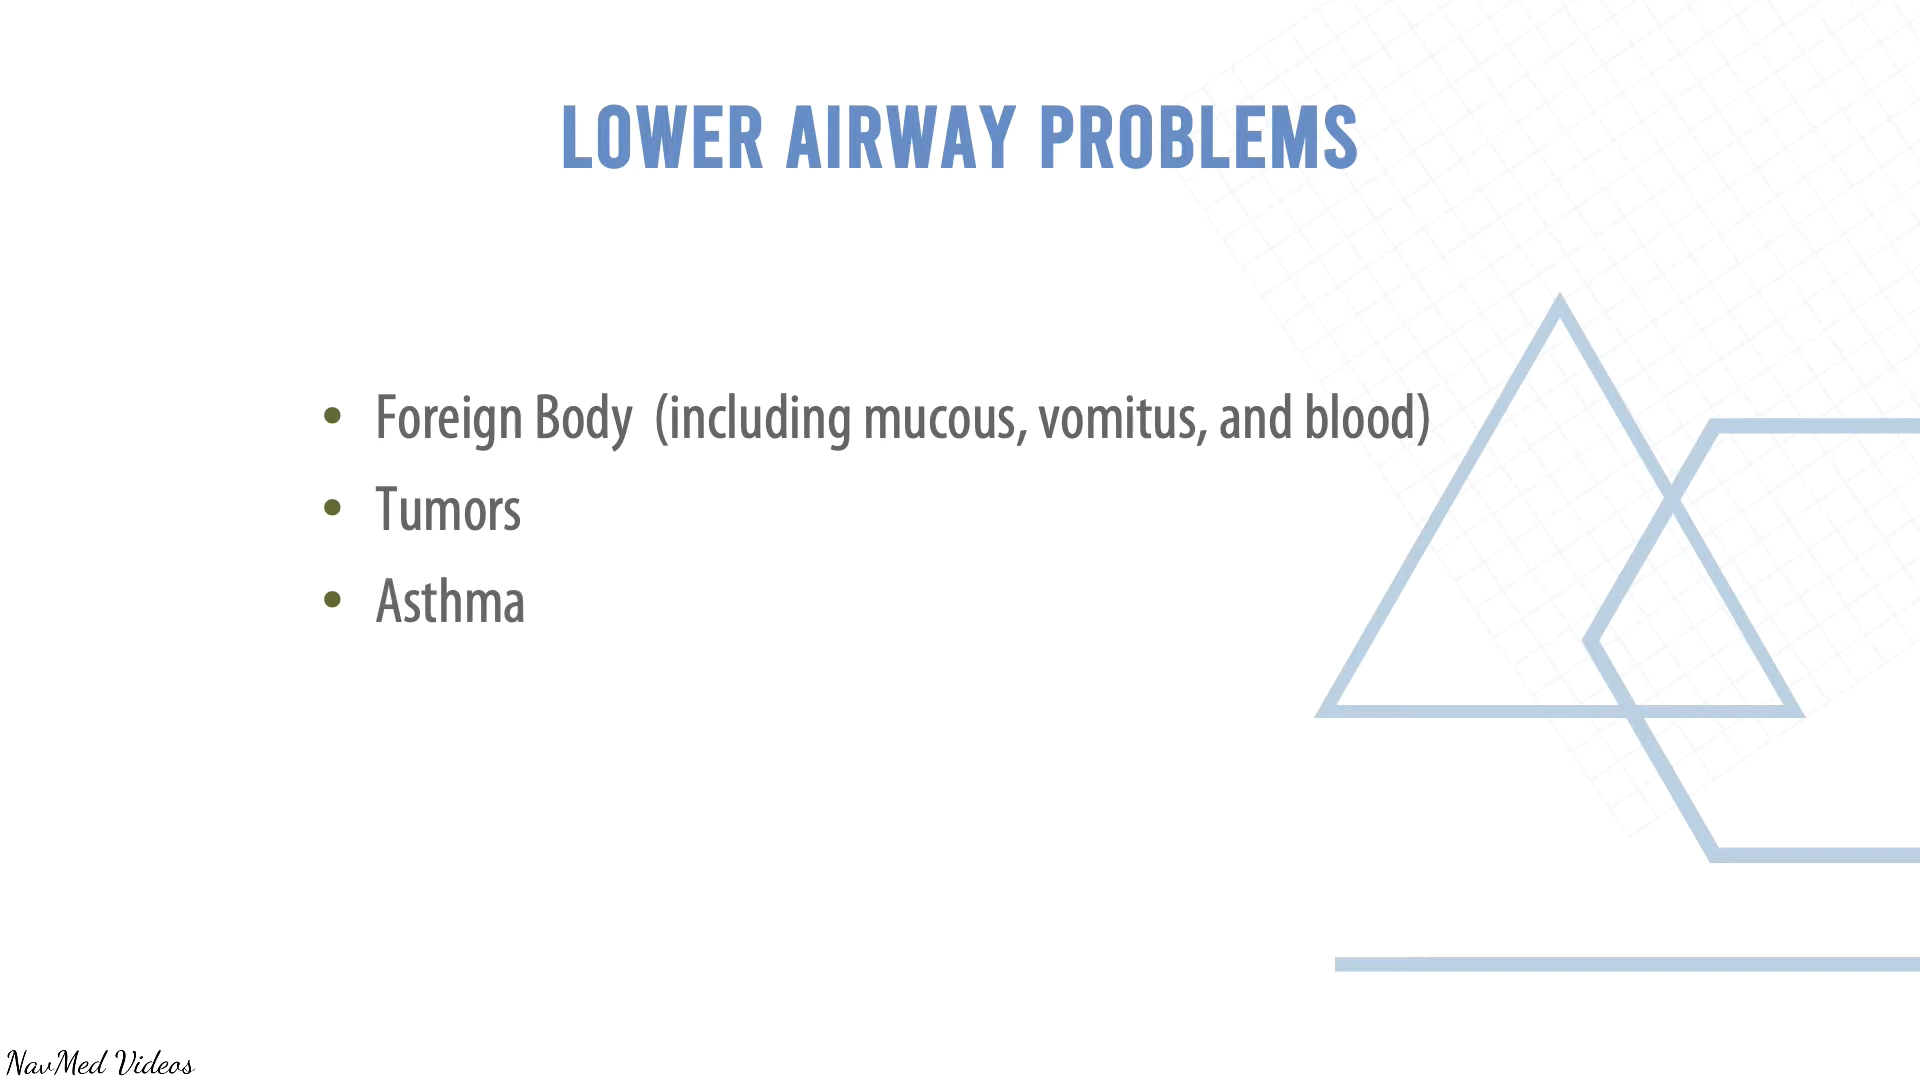 LOWER AIRWAY PROBLEMS
• Foreign Body (including mucous, vomitus, and blood)
• Tumors
• Asthma
NavMed Videos